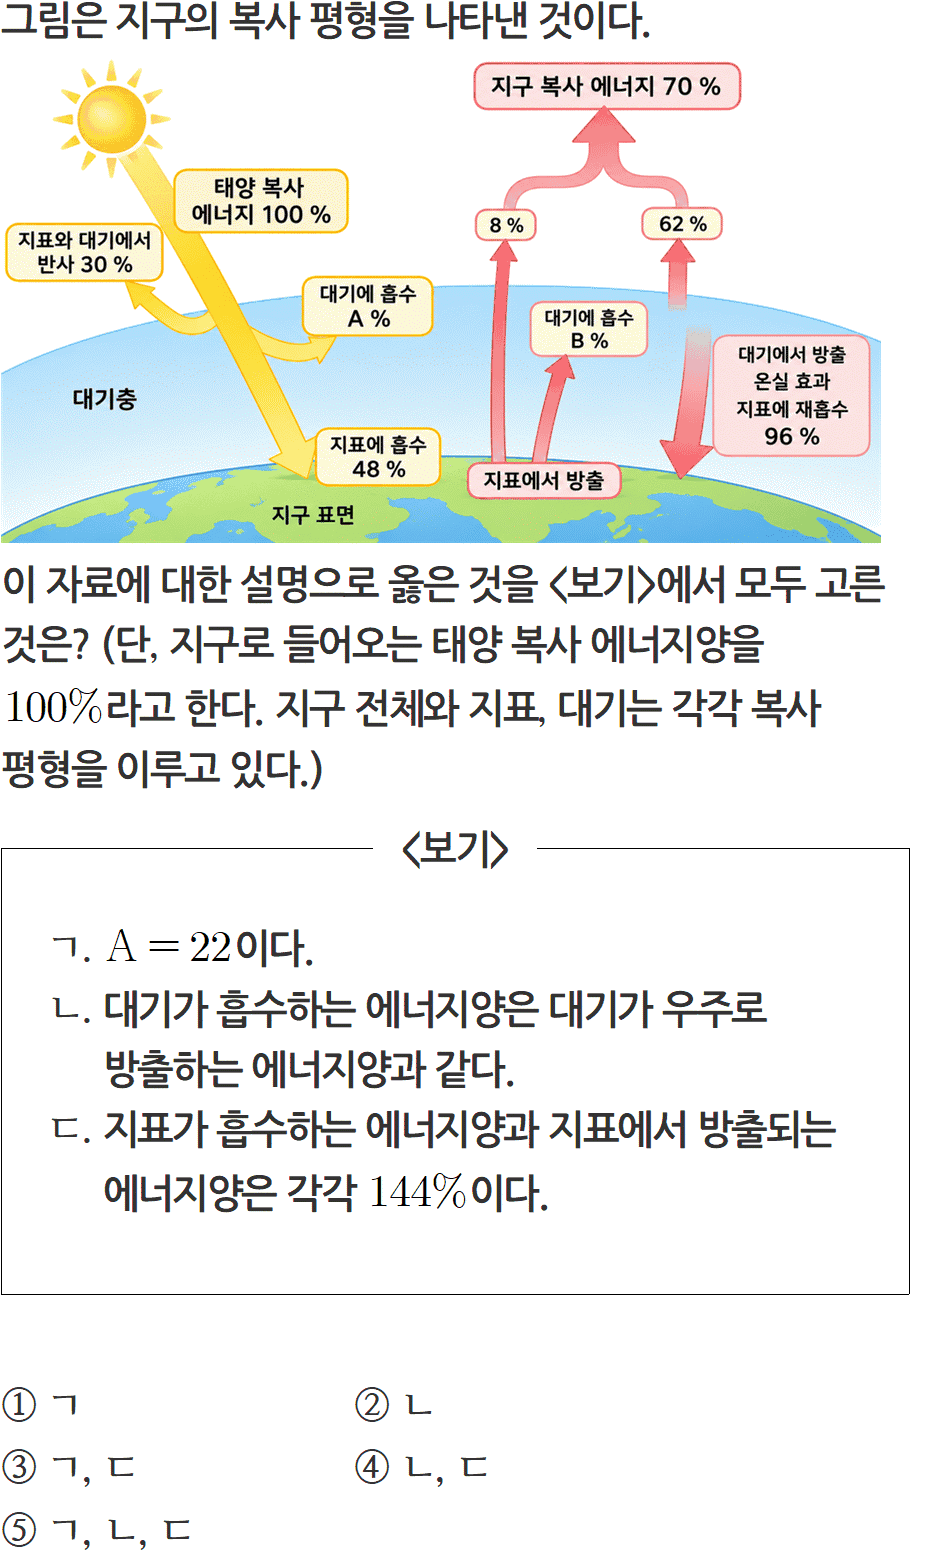 그림은 지구의 복사 평형을 나타낸 것이다.
지구 복사 에너지 70 %
태양 복사
에너지 100 %
지표와 대기에서
반사 30 %
8 %
62 %
대기에 흡수
A %
대기에 흡수
B %
대기에서 방출
온실 효과
지표에 재흡수
96 %
대기층
지표에 흡수
48 %
지표에서 방출
지구 표면
이 자료에 대한 설명으로 옳은 것을 <보기>에서 모두 고른
것은? (단, 지구로 들어오는 태양 복사 에너지양을
100%라고 한다. 지구 전체와 지표, 대기는 각각 복사
평형을 이루고 있다.)
<보기>
ㄱ. A = 22이다.
ㄴ. 대기가 흡수하는 에너지양은 대기가 우주로
방출하는 에너지양과 같다.
ㄷ. 지표가 흡수하는 에너지양과 지표에서 방출되는
에너지양은 각각 144%이다.
① ㄱ ② ㄴ
③ ㄱ, ㄷ ④ ㄴ, ㄷ
⑤ ㄱ, ㄴ, ㄷ